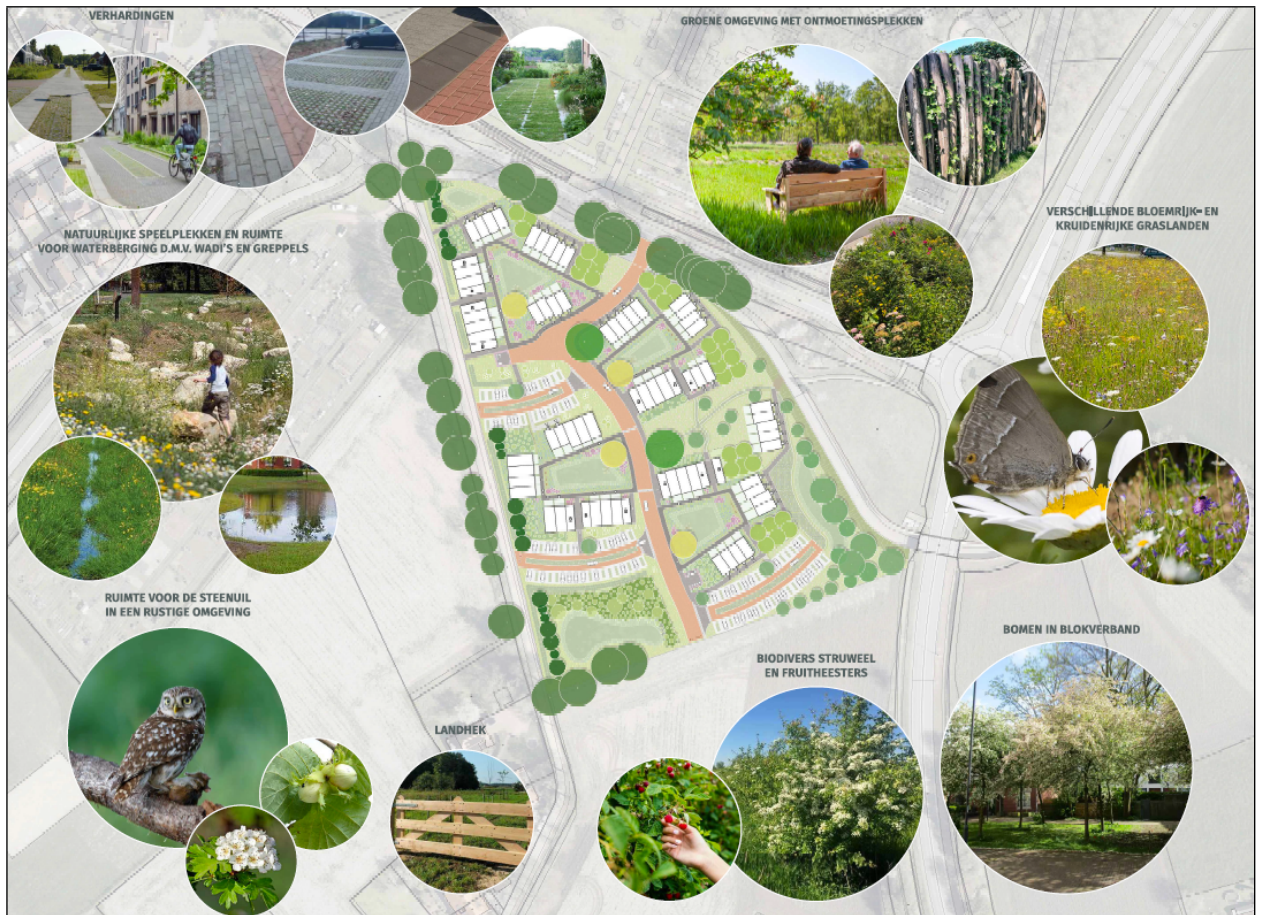 VERHARDINGEN
GROENE OMGEVING MET ONTMOETINGSPLEKKEN
VERSCHILLENDE BLOEMRIJK- EN
KRUIDENRIJKE GRASLANDEN
NATUURLIJKE SPEELPLEKKEN EN RUIMTE
VOOR WATERBERGING D.M.V. WADI'S EN GREPPELS
RUIMTE VOOR DE STEENUIL
IN EEN RUSTIGE OMGEVING
LANDHEK
BIODIVERS STRUWEEL
EN FRUITHEESTERS
BOMEN IN BLOKVERBAND